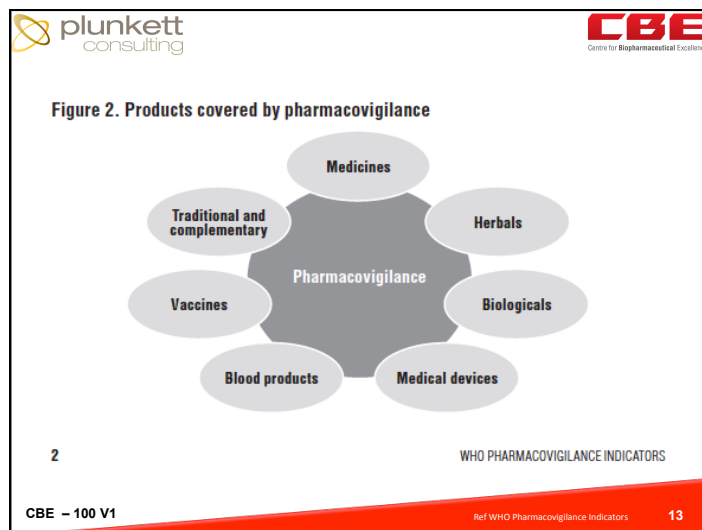 plunkett
consulting
CBE
Centre for Biopharmaceutical Excellence
Figure 2. Products covered by pharmacovigilance
Medicines
Traditional and
complementary
Herbals
Pharmacovigilance
Vaccines
Biologicals
Blood products
Medical devices
2
WHO PHARMACOVIGILANCE INDICATORS
CBE – 100 V1
Ref WHO Pharmacovigilance Indicators
13